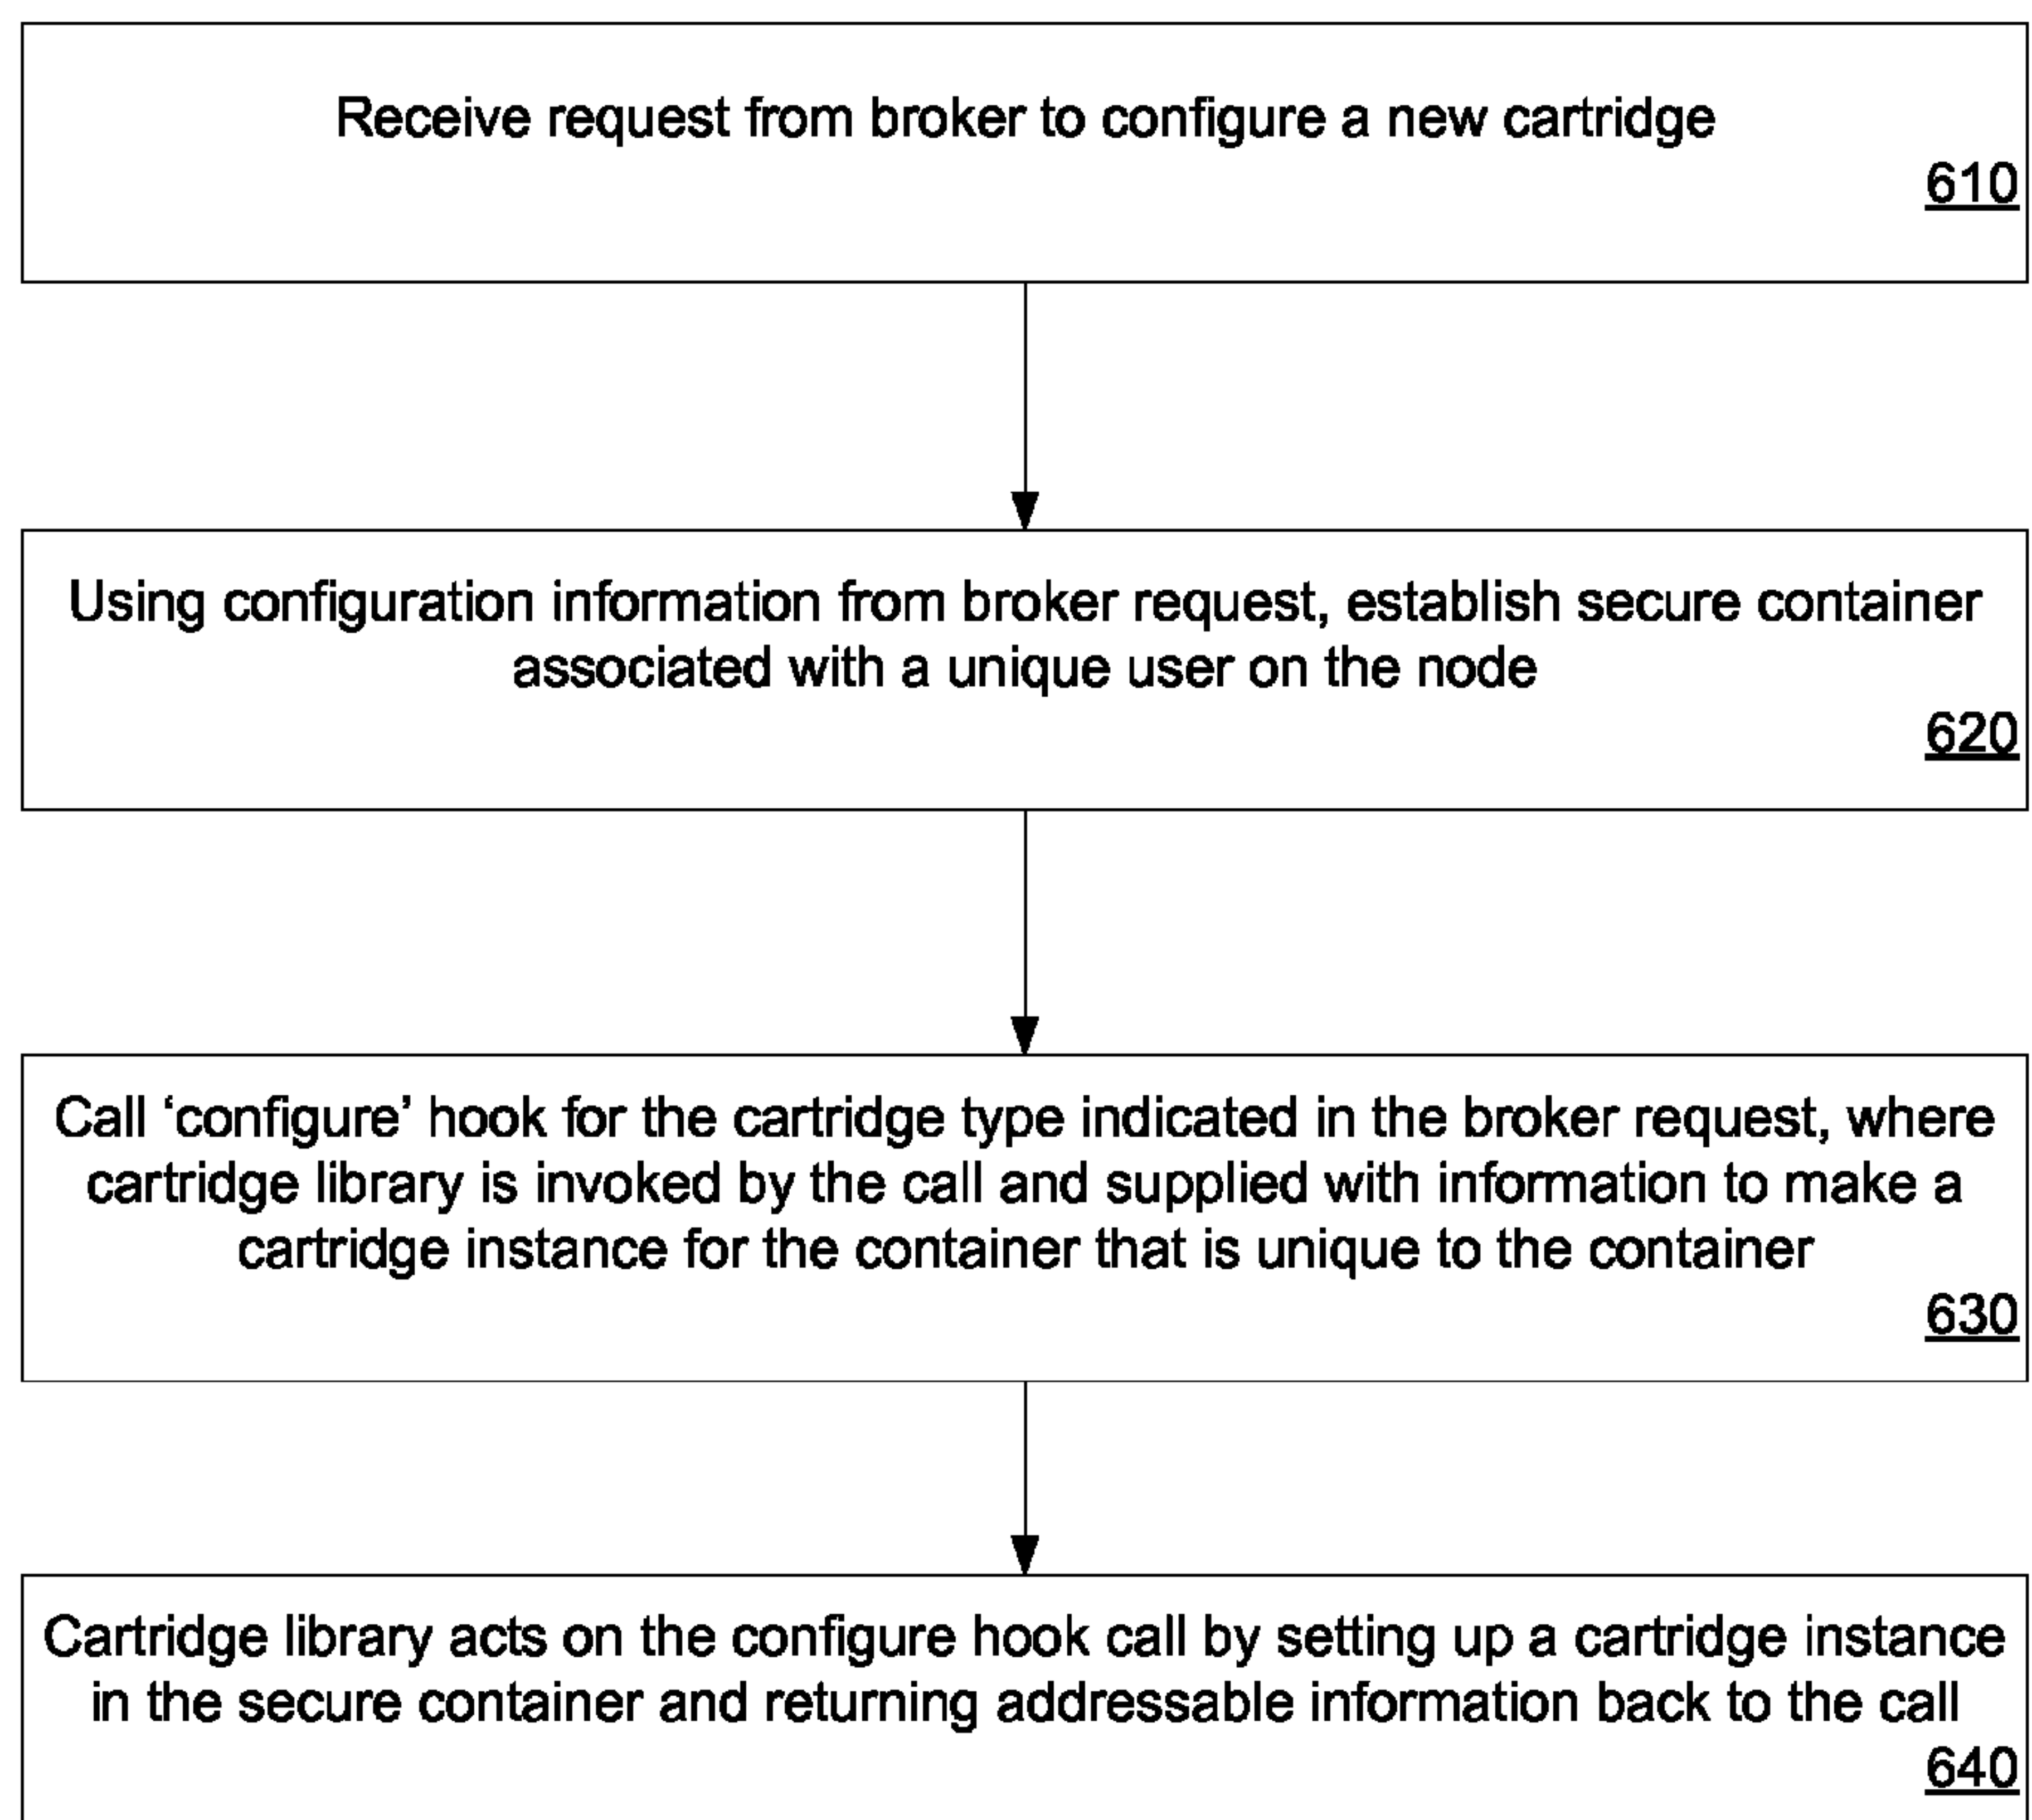 Receive request from broker to configure a new cartridge
610
Using configuration information from broker request, establish secure container
associated with a unique user on the node
620
Call ‘configure’ hook for the cartridge type indicated in the broker request, where
cartridge library is invoked by the call and supplied with information to make a
cartridge instance for the container that is unique to the container
630
Cartridge library acts on the configure hook call by setting up a cartridge instance
in the secure container and returning addressable information back to the call
640